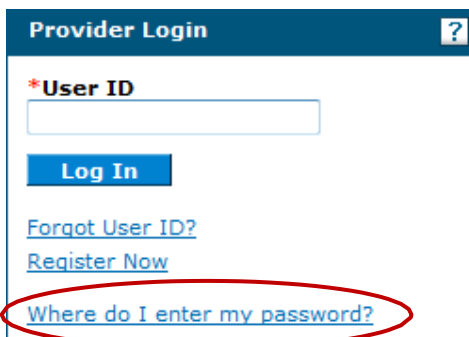 Provider Login ?
*User ID
Log In
Forgot User ID?
Register Now
Where do I enter my password?